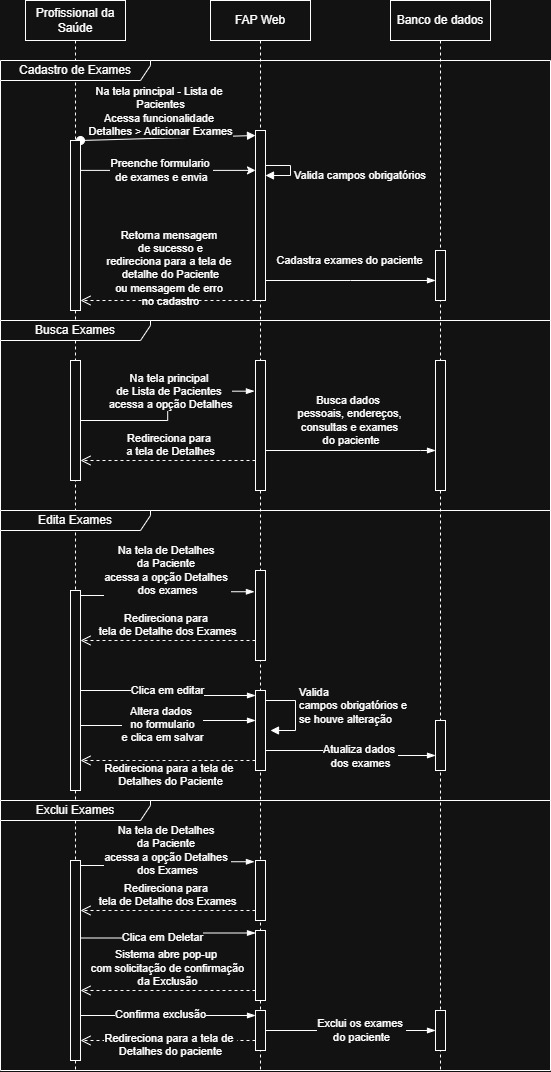 Profissional da
Saúde
FAP Web
Banco de dados
Cadastro de Exames
Na tela principal - Lista de
Pacientes
Acessa funcionalidade
Detalhes > Adicionar Exames
Preenche formulario
de exames e envia
Valida campos obrigatórios
Retorna mensagem
de sucesso e
redireciona para a tela de
detalhe do Paciente
ou mensagem de erro
no cadastro
Cadastra exames do paciente
Busca Exames
Na tela principal
de Lista de Pacientes
acessa a opção Detalhes
Busca dados
pessoais, endereços,
consultas e exames
do paciente
Redireciona para
a tela de Detalhes
Edita Exames
Na tela de Detalhes
da Paciente
acessa a opção Detalhes
dos exames
Redireciona para
tela de Detalhe dos Exames
Clica em editar
Valida
campos obrigatórios e
se houve alteração
Altera dados
no formulario
e clica em salvar
Atualiza dados
dos exames
Redireciona para a tela de
Detalhes do Paciente
Exclui Exames
Na tela de Detalhes
da Paciente
acessa a opção Detalhes
dos Exames
Redireciona para
tela de Detalhe dos Exames
Clica em Deletar
Sistema abre pop-up
com solicitação de confirmação
da Exclusão
Confirma exclusão
Exclui os exames
do paciente
Redireciona para a tela de
Detalhes do paciente